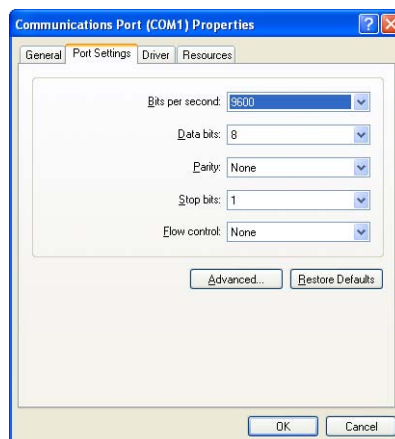 Communications Port (COM1) Properties
General Port Settings Driver Resources
Bits per second: 9600
Data bits: 8
Parity: None
Stop bits: 1
Flow control: None
Advanced... Restore Defaults
OK Cancel